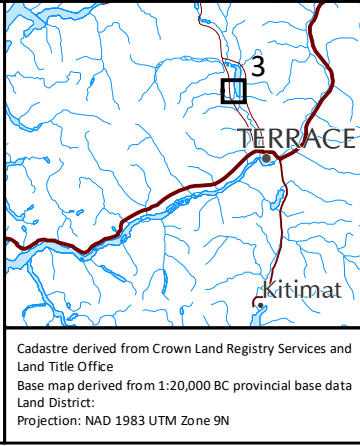 3
TERRACE
Kitimat
Cadastre derived from Crown Land Registry Services and
Land Title Office
Base map derived from 1:20,000 BC provincial base data
Land District:
Projection: NAD 1983 UTM Zone 9N